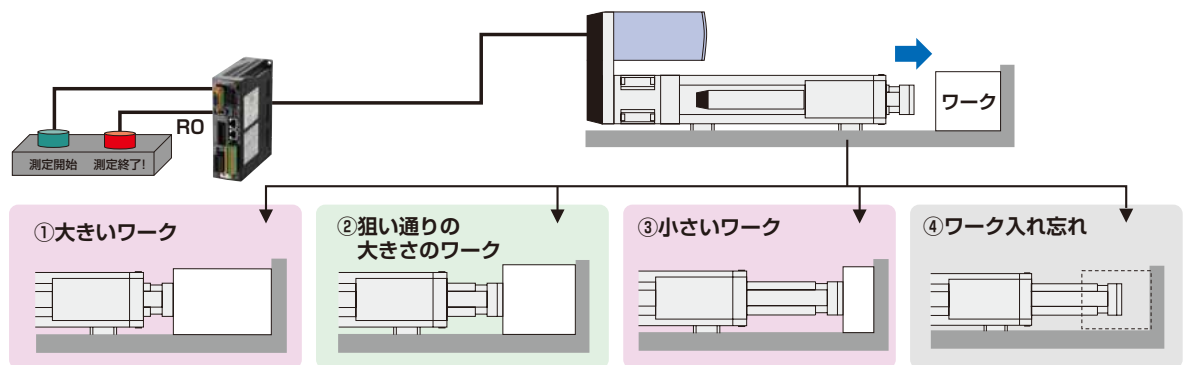 ワーク
RO
測定開始 測定終了!
①大きいワーク
②狙い通りの
大きさのワーク
③小さいワーク
④ワーク入れ忘れ